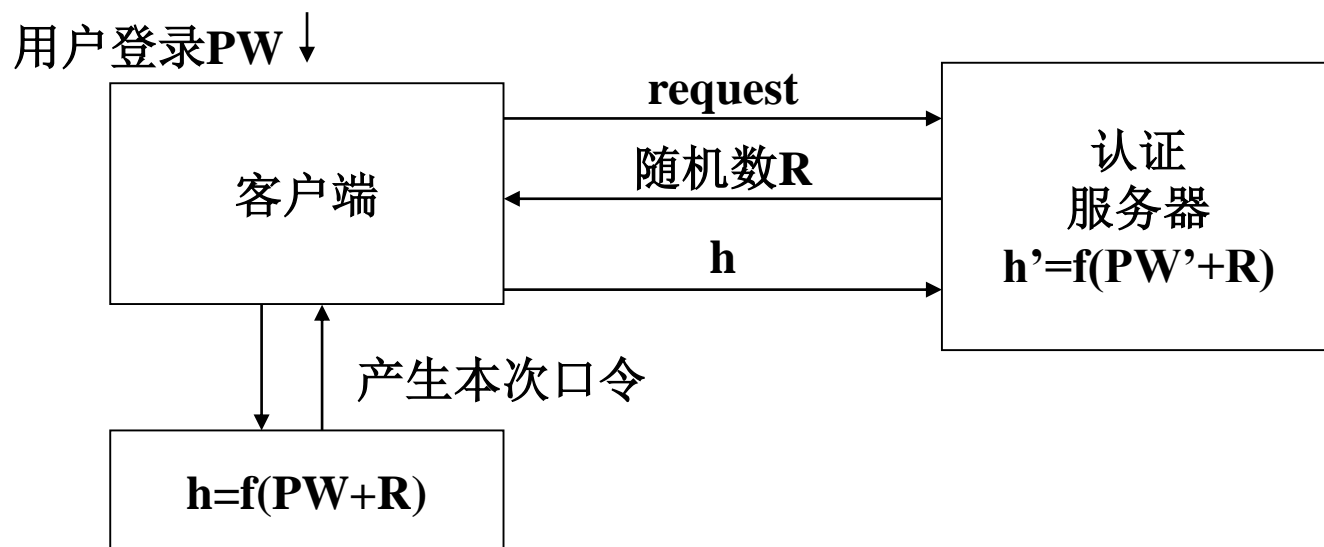 用户登录PW
request
随机数R
h
客户端
认证
服务器
h’=f(PW’+R)
产生本次口令
h=f(PW+R)